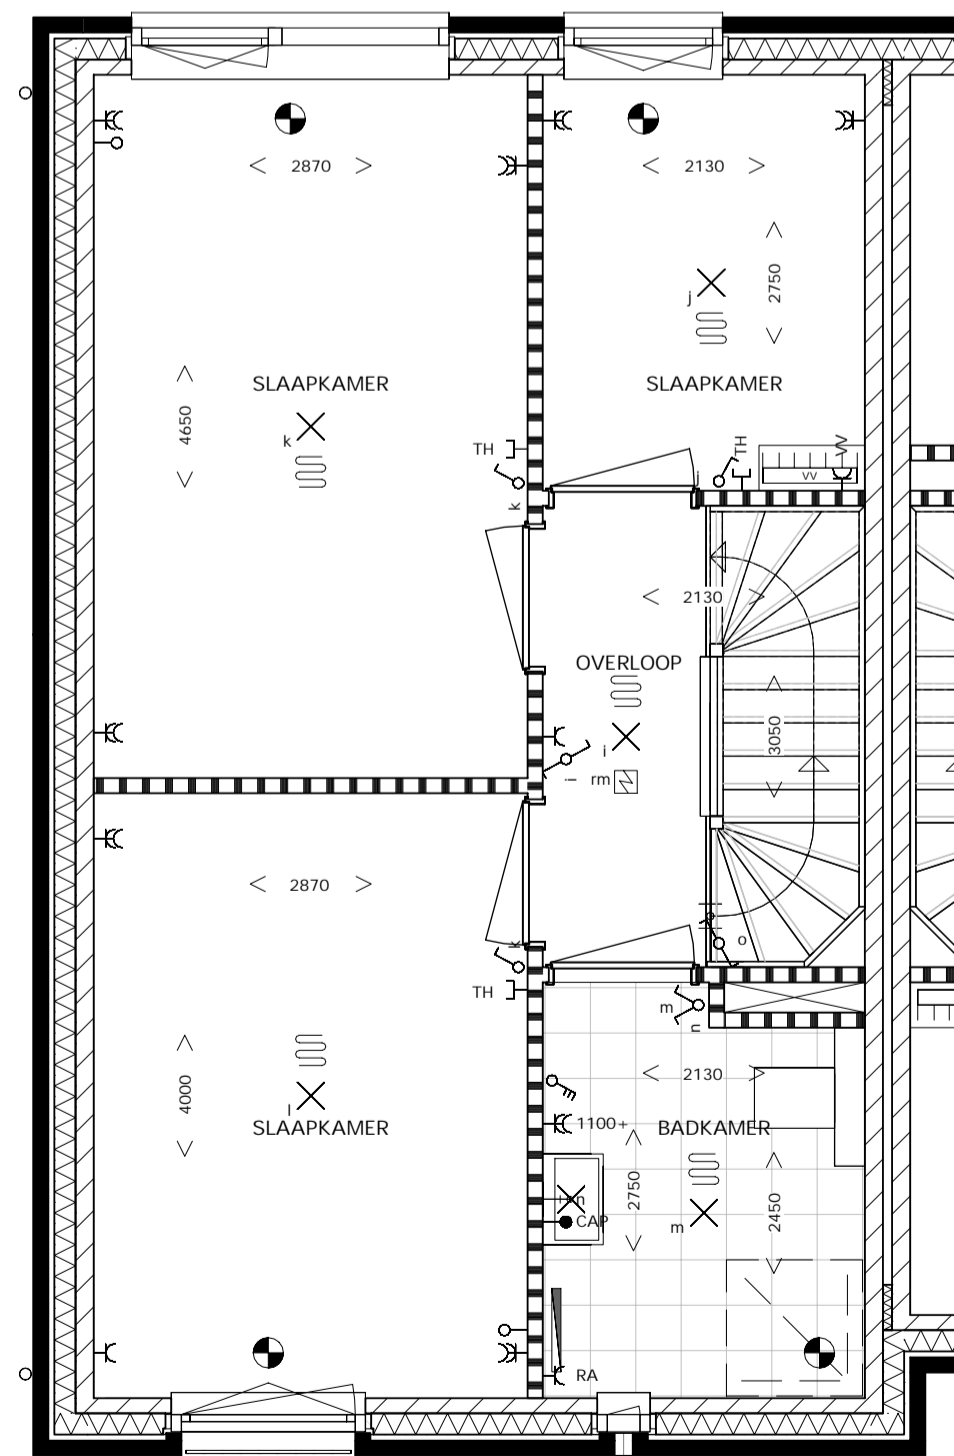 2870
2130
2750
SLAAPKAMER
SLAAPKAMER
4650
k
j
TH
TH
VV
VV
k
j
2130
OVERLOOP
3050
i
i
rm
2870
k
o
TH
m
n
4000
l
SLAAPKAMER
2130
1100+
BADKAMER
2750
2450
n
CAP
m
RA